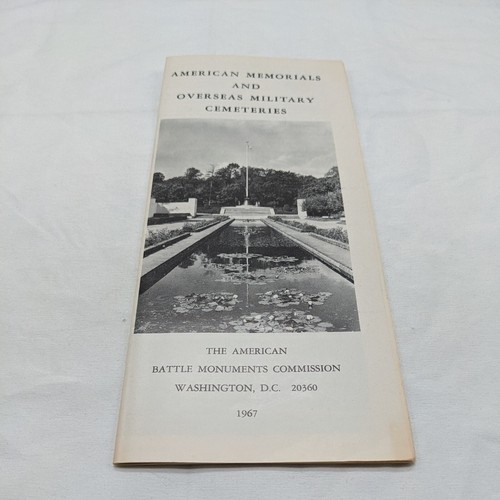 AMERICAN MEMORIALS
AND
OVERSEAS MILITARY
CEMETERIES
THE AMERICAN
BATTLE MONUMENTS COMMISSION
WASHINGTON, D.C. 20360
1967